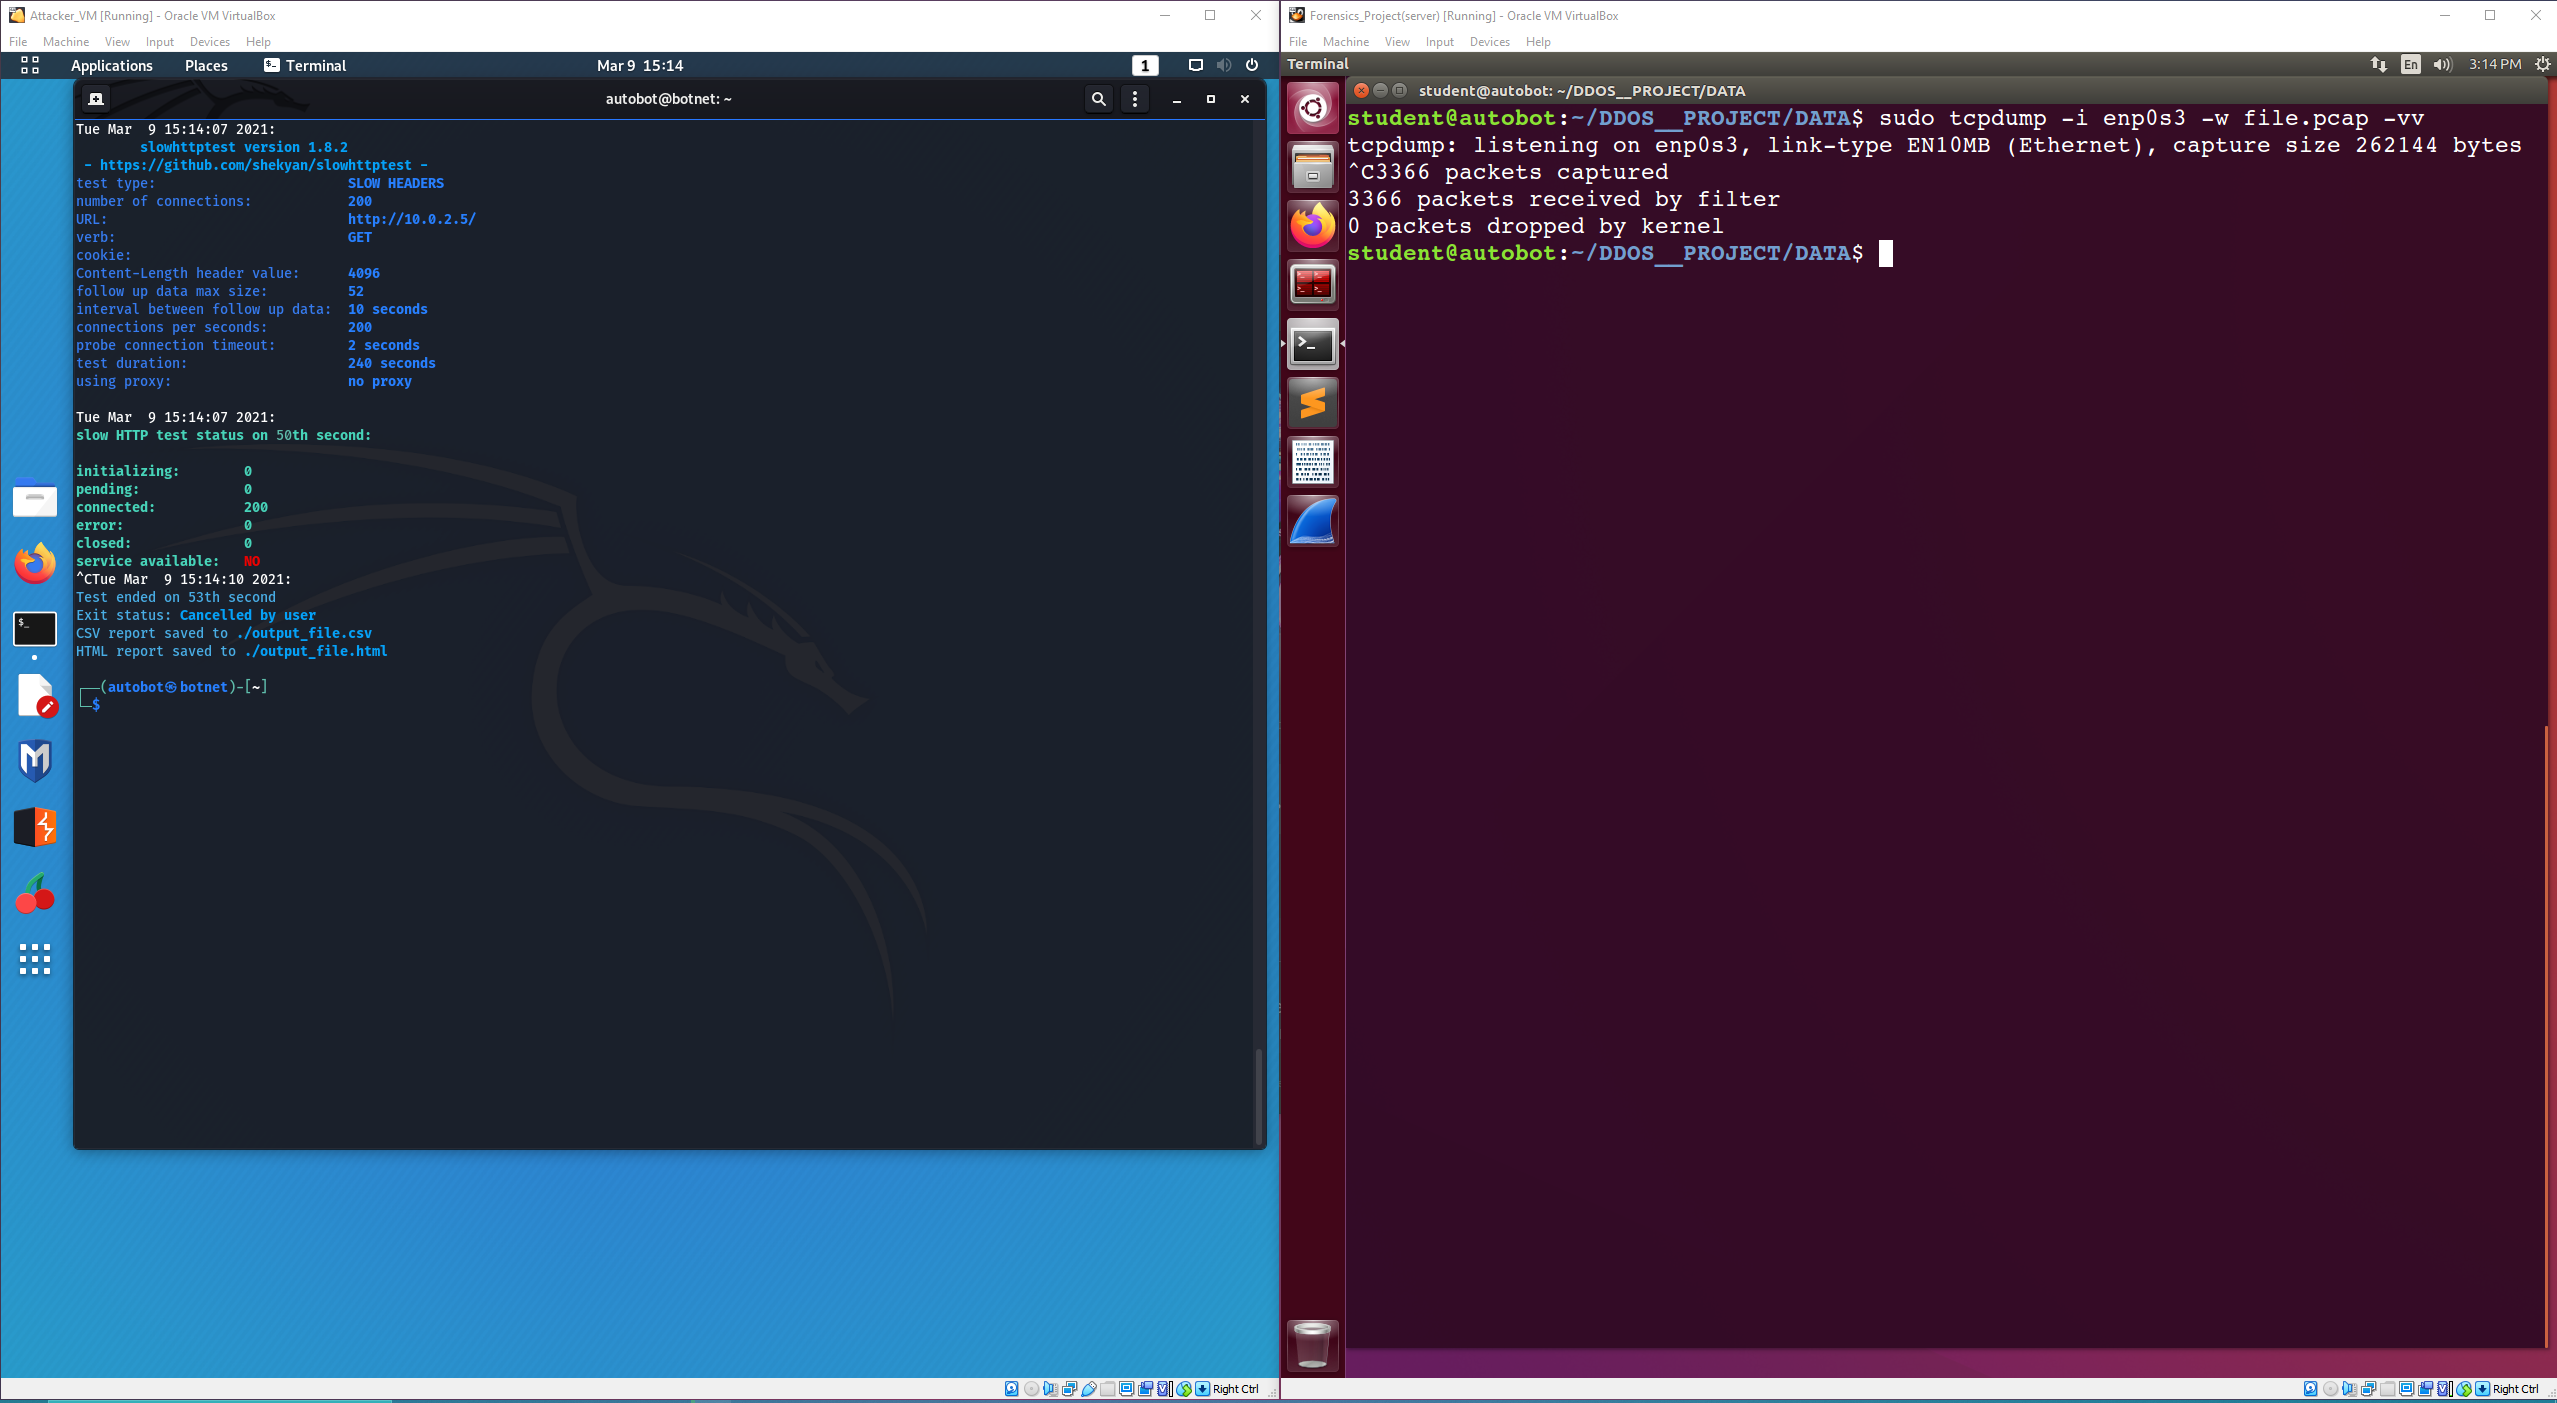 Attacker_VM [Running] - Oracle VM VirtualBox
File Machine View Input Devices Help
Applications Places Terminal Mar 9 15:14 1
autobot@botnet: ~
Tue Mar  9 15:14:07 2021:
slowhttptest version 1.8.2
- https://github.com/shekyan/slowhttptest -
test type: SLOW HEADERS
number of connections: 200
URL: http://10.0.2.5/
verb: GET
cookie:
Content-Length header value: 4096
follow up data max size: 52
interval between follow up data: 10 seconds
connections per seconds: 200
probe connection timeout: 2 seconds
test duration: 240 seconds
using proxy: no proxy
Tue Mar  9 15:14:07 2021:
slow HTTP test status on 50th second:
initializing: 0
pending: 0
connected: 200
error: 0
closed: 0
service available: NO
^CTue Mar  9 15:14:10 2021:
Test ended on 53th second
Exit status: Cancelled by user
CSV report saved to ./output_file.csv
HTML report saved to ./output_file.html
(autobot㉿botnet)-[~]
$
Right Ctrl
Forensics_Project(server) [Running] - Oracle VM VirtualBox
File Machine View Input Devices Help
Terminal En 3:14 PM
student@autobot: ~/DDOS__PROJECT/DATA
student@autobot:~/DDOS__PROJECT/DATA$ sudo tcpdump -i enp0s3 -w file.pcap -vv
tcpdump: listening on enp0s3, link-type EN10MB (Ethernet), capture size 262144 bytes
^C3366 packets captured
3366 packets received by filter
0 packets dropped by kernel
student@autobot:~/DDOS__PROJECT/DATA$
Right Ctrl